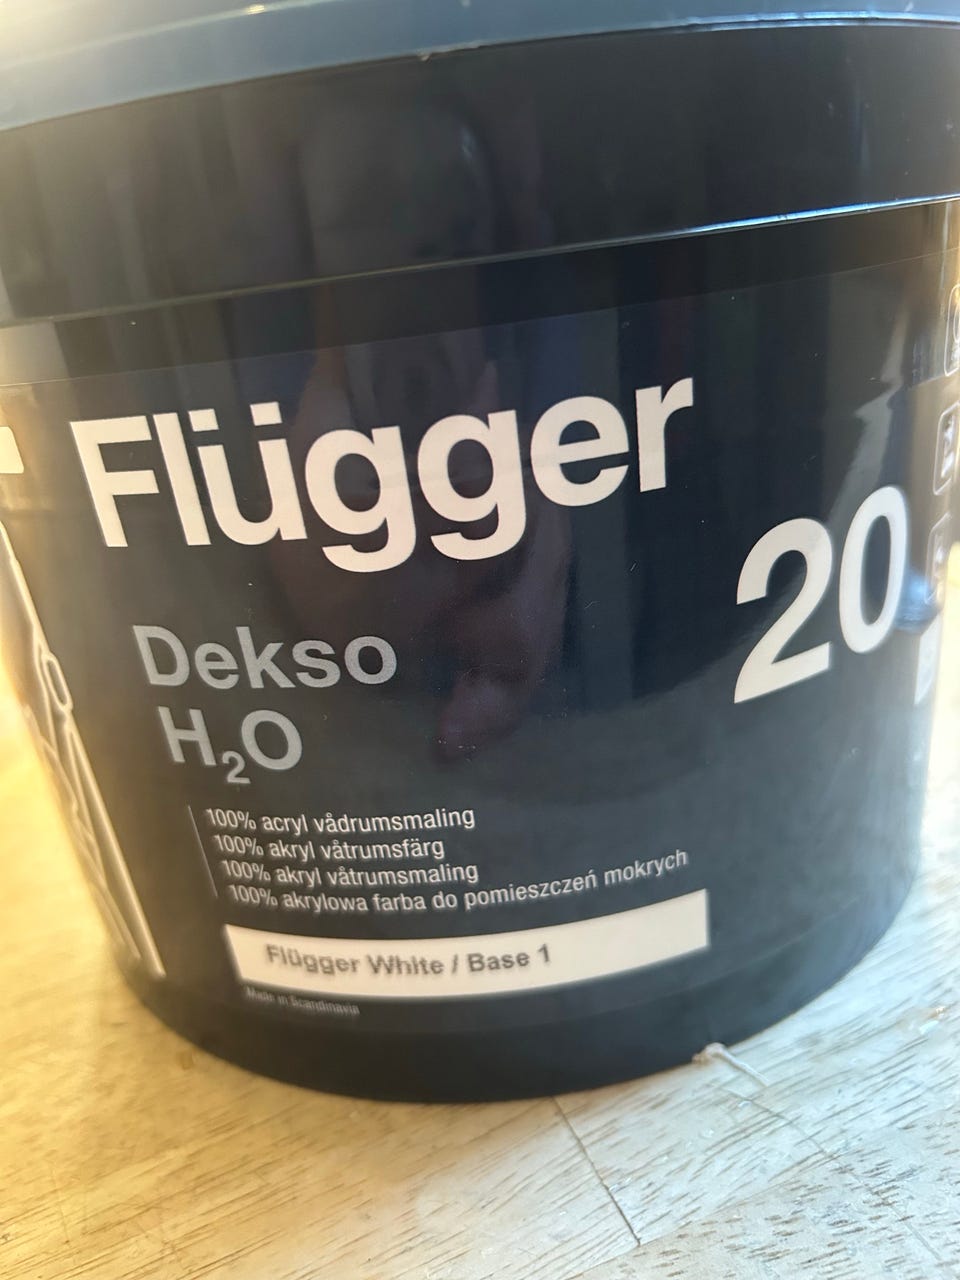 Flügger
20
Dekso
H₂O
100% acryl vådrumsmaling
100% akryl våtrumsfärg
100% akryl våtrumsmaling
100% akrylowa farba do pomieszczeń mokrych
Flügger White / Base 1
Made in Scandinavia